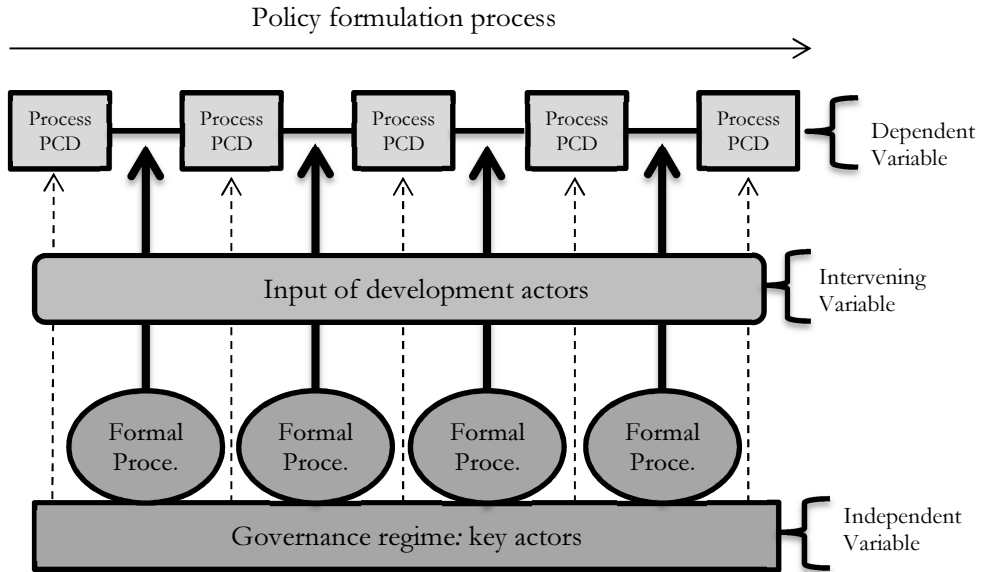 Policy formulation process
Process
PCD
Process
PCD
Process
PCD
Process
PCD
Process
PCD
Dependent
Variable
Input of development actors
Intervening
Variable
Formal
Proce.
Formal
Proce.
Formal
Proce.
Formal
Proce.
Governance regime: key actors
Independent
Variable